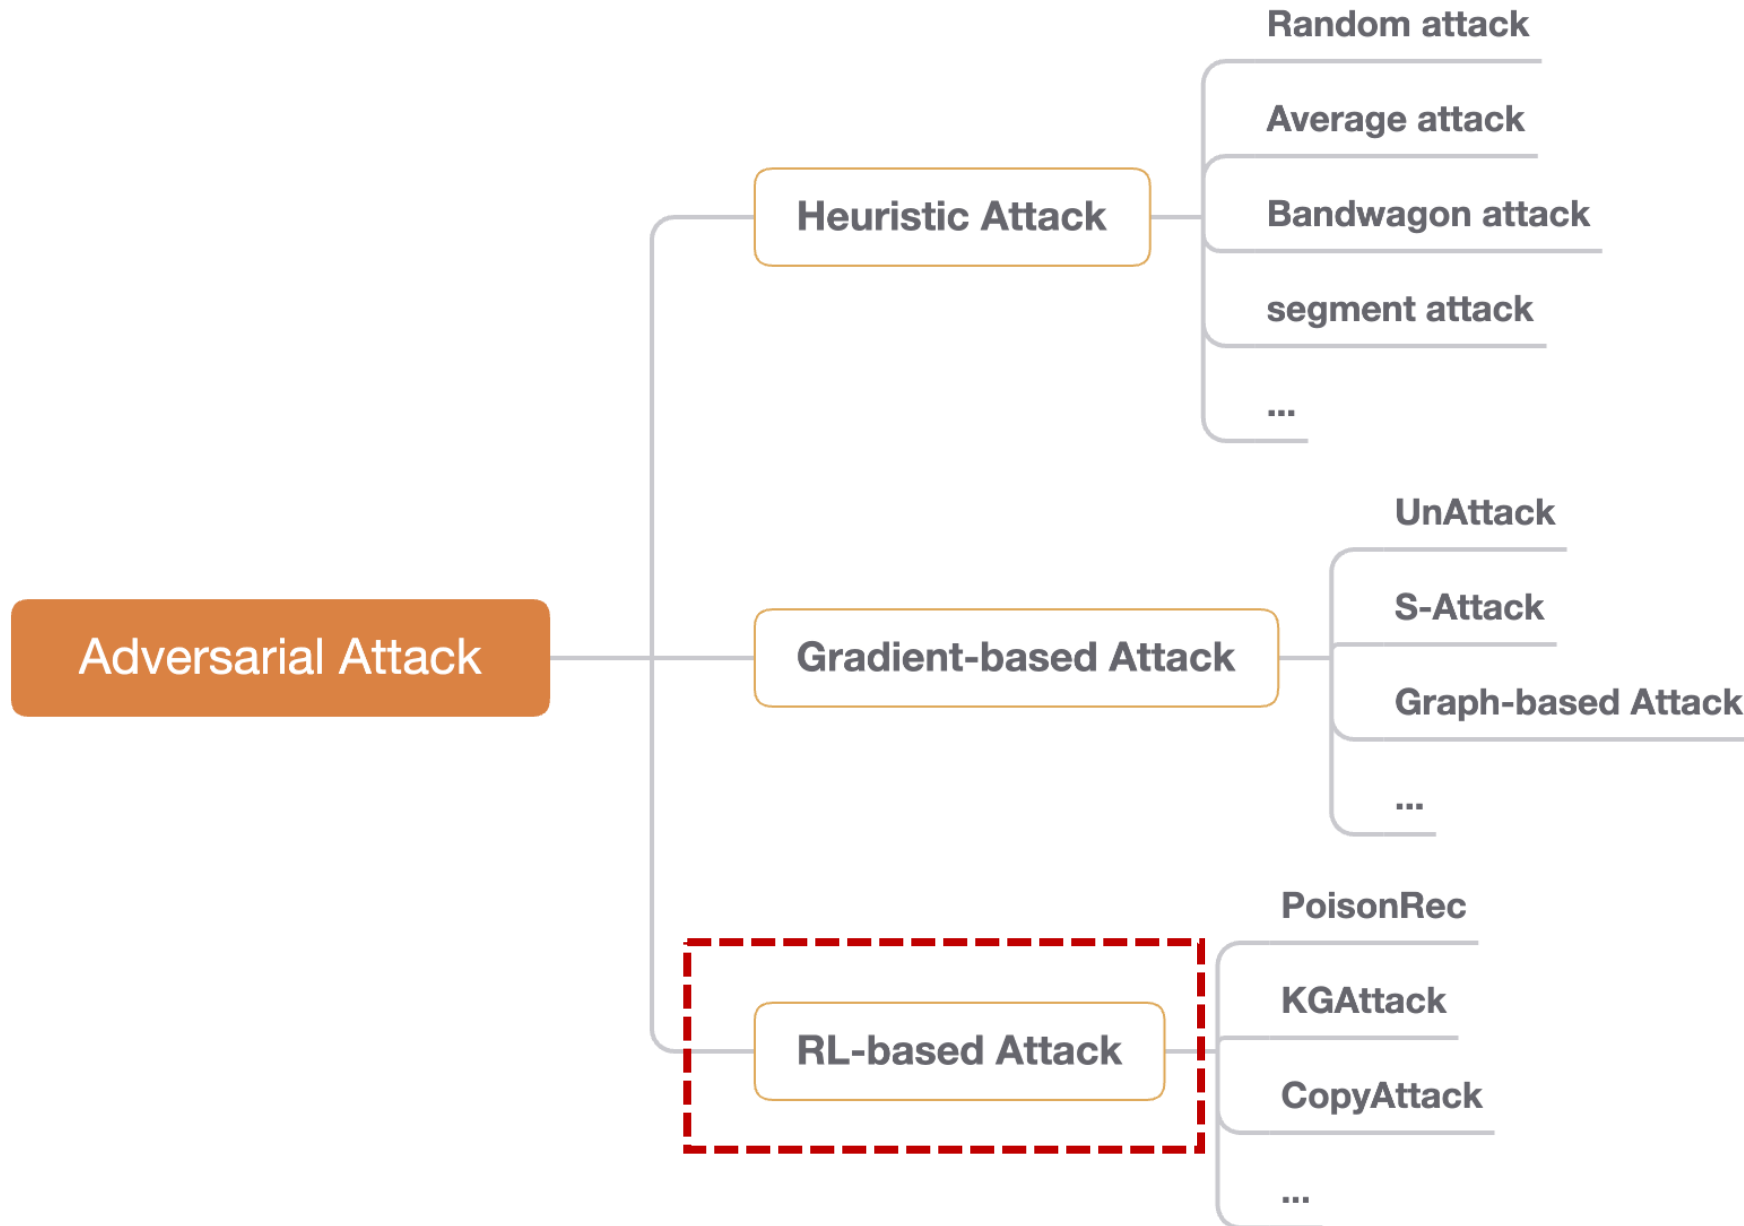 Adversarial Attack
Heuristic Attack
Random attack
Average attack
Bandwagon attack
segment attack
...
Gradient-based Attack
UnAttack
S-Attack
Graph-based Attack
...
RL-based Attack
PoisonRec
KGAttack
CopyAttack
...